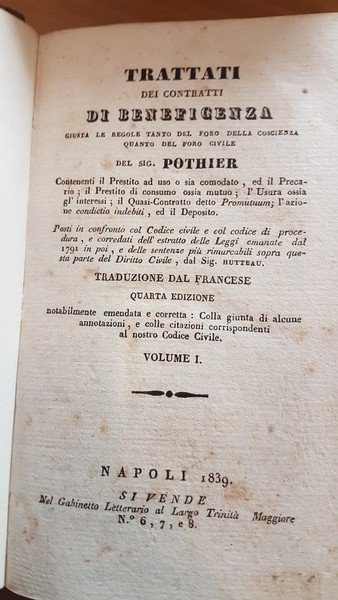 TRATTATI
DEI CONTRATTI
DI BENEFICENZA
GIUSTA LE REGOLE TANTO DEL FORO DELLA COSCIENZA
QUANTO DEL FORO CIVILE
DEL SIG. POTHIER
Contenenti il Prestito ad uso o sia comodato, ed il Preca-
rio; il Prestito di consumo ossia mutuo; l'Usura ossia
gl'interessi; il Quasi-Contratto detto Promutuum; l'azio-
ne conditio indebiti, ed il Deposito.
Posti in confronto col Codice civile e col codice di proce-
dura, e corredati dell'estratto delle Leggi emanate dal
1791 in poi, e delle sentenze più rimarcabili sopra que-
sta parte del Diritto Civile, dal Sig. HUTTEAU.
TRADUZIONE DAL FRANCESE
QUARTA EDIZIONE
notabilmente emendata e corretta: Colla giunta di alcune
annotazioni, e colle citazioni corrispondenti
al nostro Codice Civile.
VOLUME I.
NAPOLI 1839.
SI VENDE
Nel Gabinetto Letterario al Largo Trinità Maggiore
N.º 6, 7, e 8.